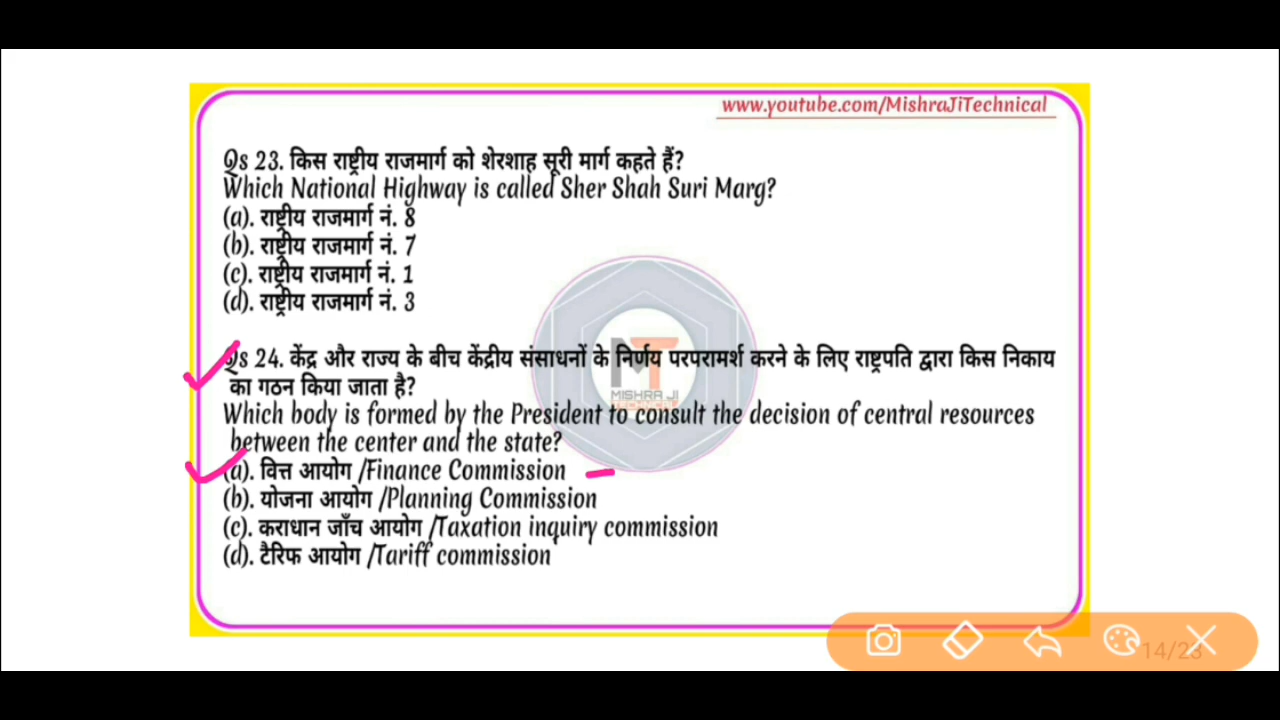 www.youtube.com/MishraJiTechnical
Qs 23. किस राष्ट्रीय राजमार्ग को शेरशाह सूरी मार्ग कहते हैं?
Which National Highway is called Sher Shah Suri Marg?
(a). राष्ट्रीय राजमार्ग नं. 8
(b). राष्ट्रीय राजमार्ग नं. 7
(c). राष्ट्रीय राजमार्ग नं. 1
(d). राष्ट्रीय राजमार्ग नं. 3
Qs 24. केंद्र और राज्य के बीच केंद्रीय संसाधनों के निर्णय परपरामर्श करने के लिए राष्ट्रपति द्वारा किस निकाय
का गठन किया जाता है?
Which body is formed by the President to consult the decision of central resources
between the center and the state?
(a). वित्त आयोग /Finance Commission
(b). योजना आयोग /Planning Commission
(c). कराधान जाँच आयोग /Taxation inquiry commission
(d). टैरिफ आयोग /Tariff commission
MT
MISHRA JI
TECHNICAL
14/23